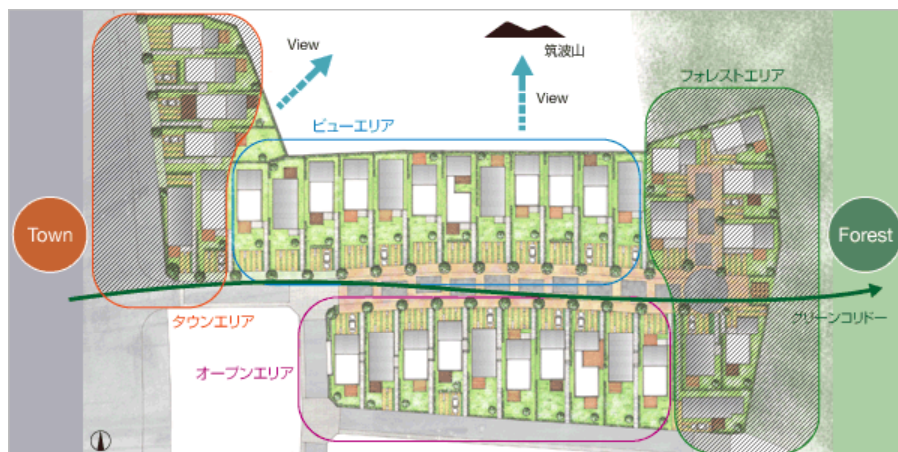 View
筑波山
View
フォレストエリア
ビューエリア
Town
Forest
グリーンコリドー
タウンエリア
オープンエリア